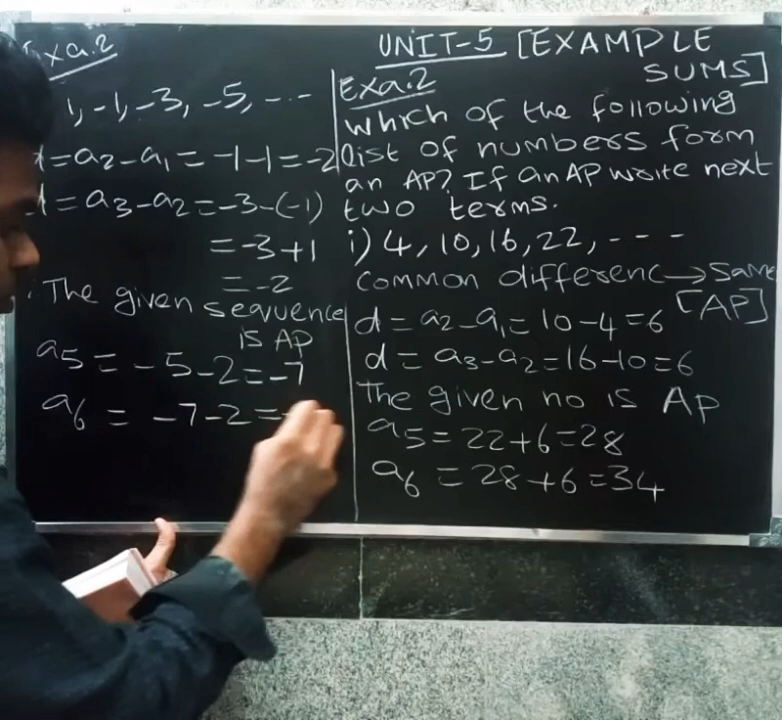 UNIT-5 [EXAMPLE
SUMS]
Exa.2
Which of the following
list of numbers form
an AP? If an AP write next
two terms.
i) 4, 10, 16, 22, - - -
Common differenc → Same
[AP]
d = a₂ - a₁ = 10 - 4 = 6
d = a₃ - a₂ = 16 - 10 = 6
The given no is AP
a₅ = 22 + 6 = 28
a₆ = 28 + 6 = 34
Exa.2
1, -1, -3, -5, - - -
d = a₂ - a₁ = -1 - 1 = -2
d = a₃ - a₂ = -3 - (-1)
= -3 + 1
= -2
The given sequence
is AP
a₅ = -5 - 2 = -7
a₆ = -7 - 2 =